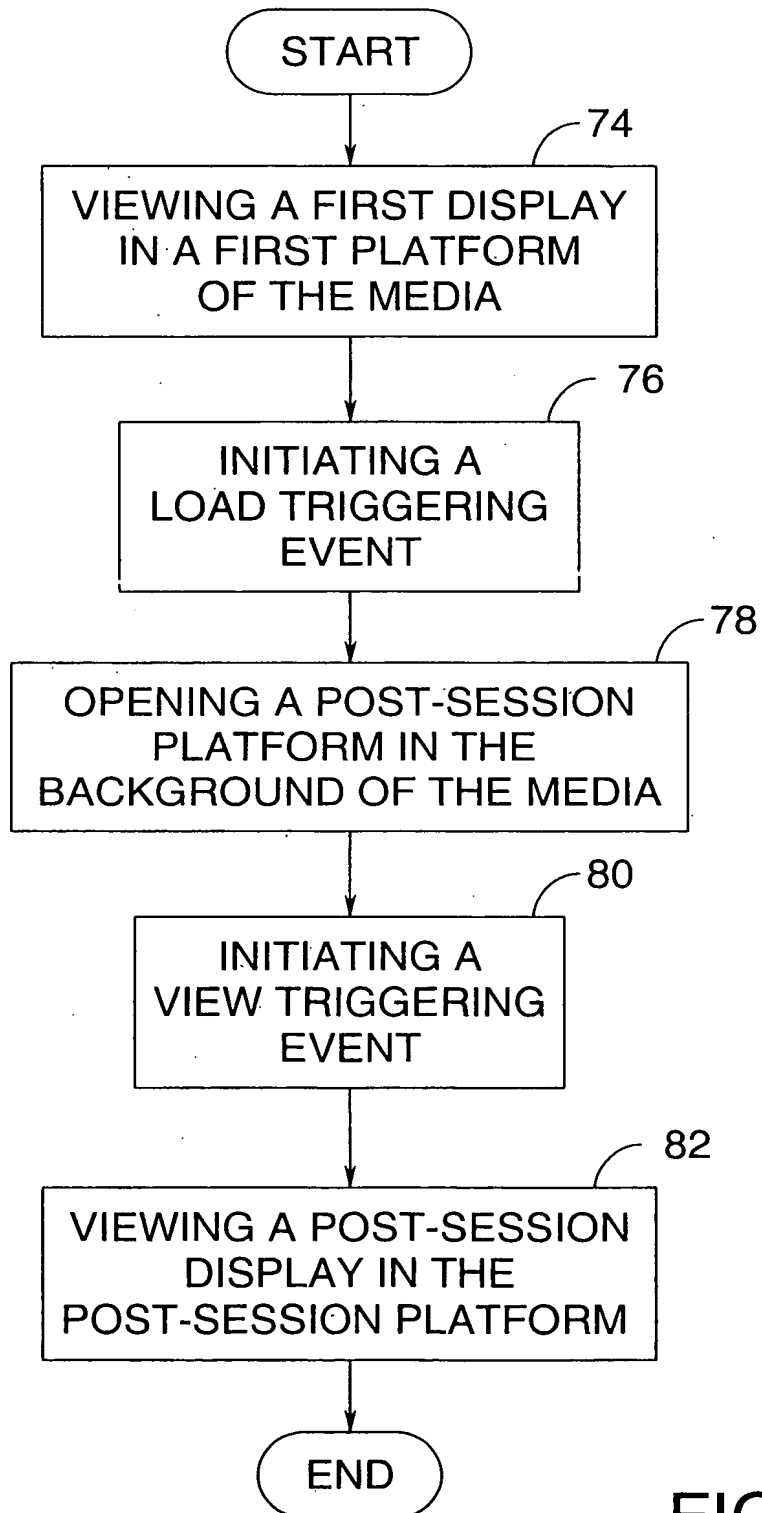 START
74
VIEWING A FIRST DISPLAY
IN A FIRST PLATFORM
OF THE MEDIA
76
INITIATING A
LOAD TRIGGERING
EVENT
78
OPENING A POST-SESSION
PLATFORM IN THE
BACKGROUND OF THE MEDIA
80
INITIATING A
VIEW TRIGGERING
EVENT
82
VIEWING A POST-SESSION
DISPLAY IN THE
POST-SESSION PLATFORM
END